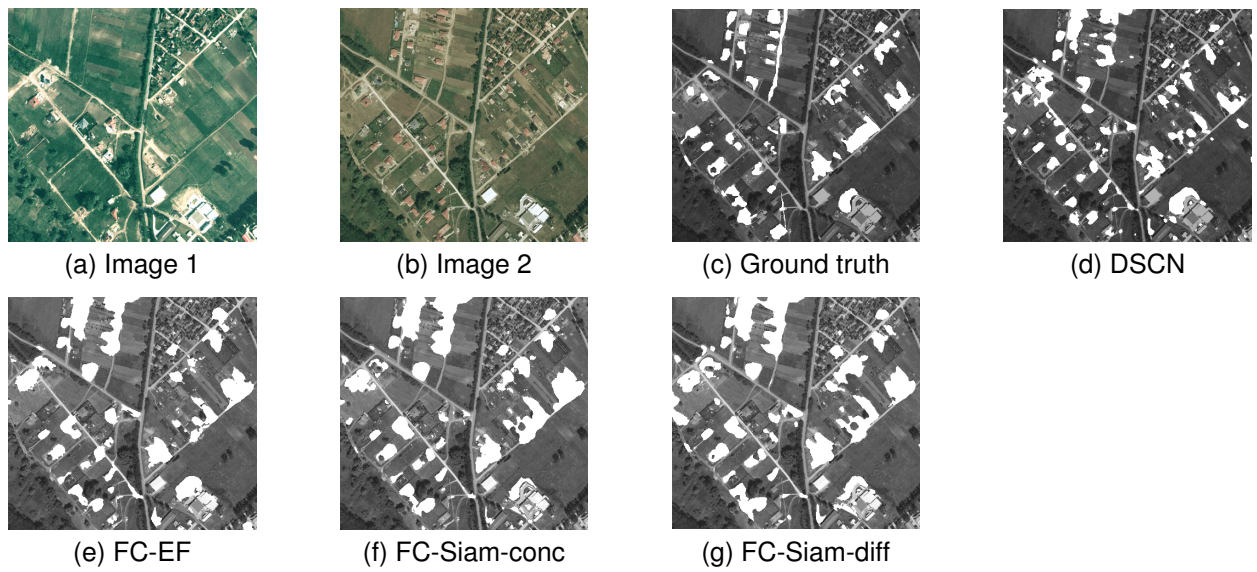 (a) Image 1
(b) Image 2
(c) Ground truth
(d) DSCN
(e) FC-EF
(f) FC-Siam-conc
(g) FC-Siam-diff